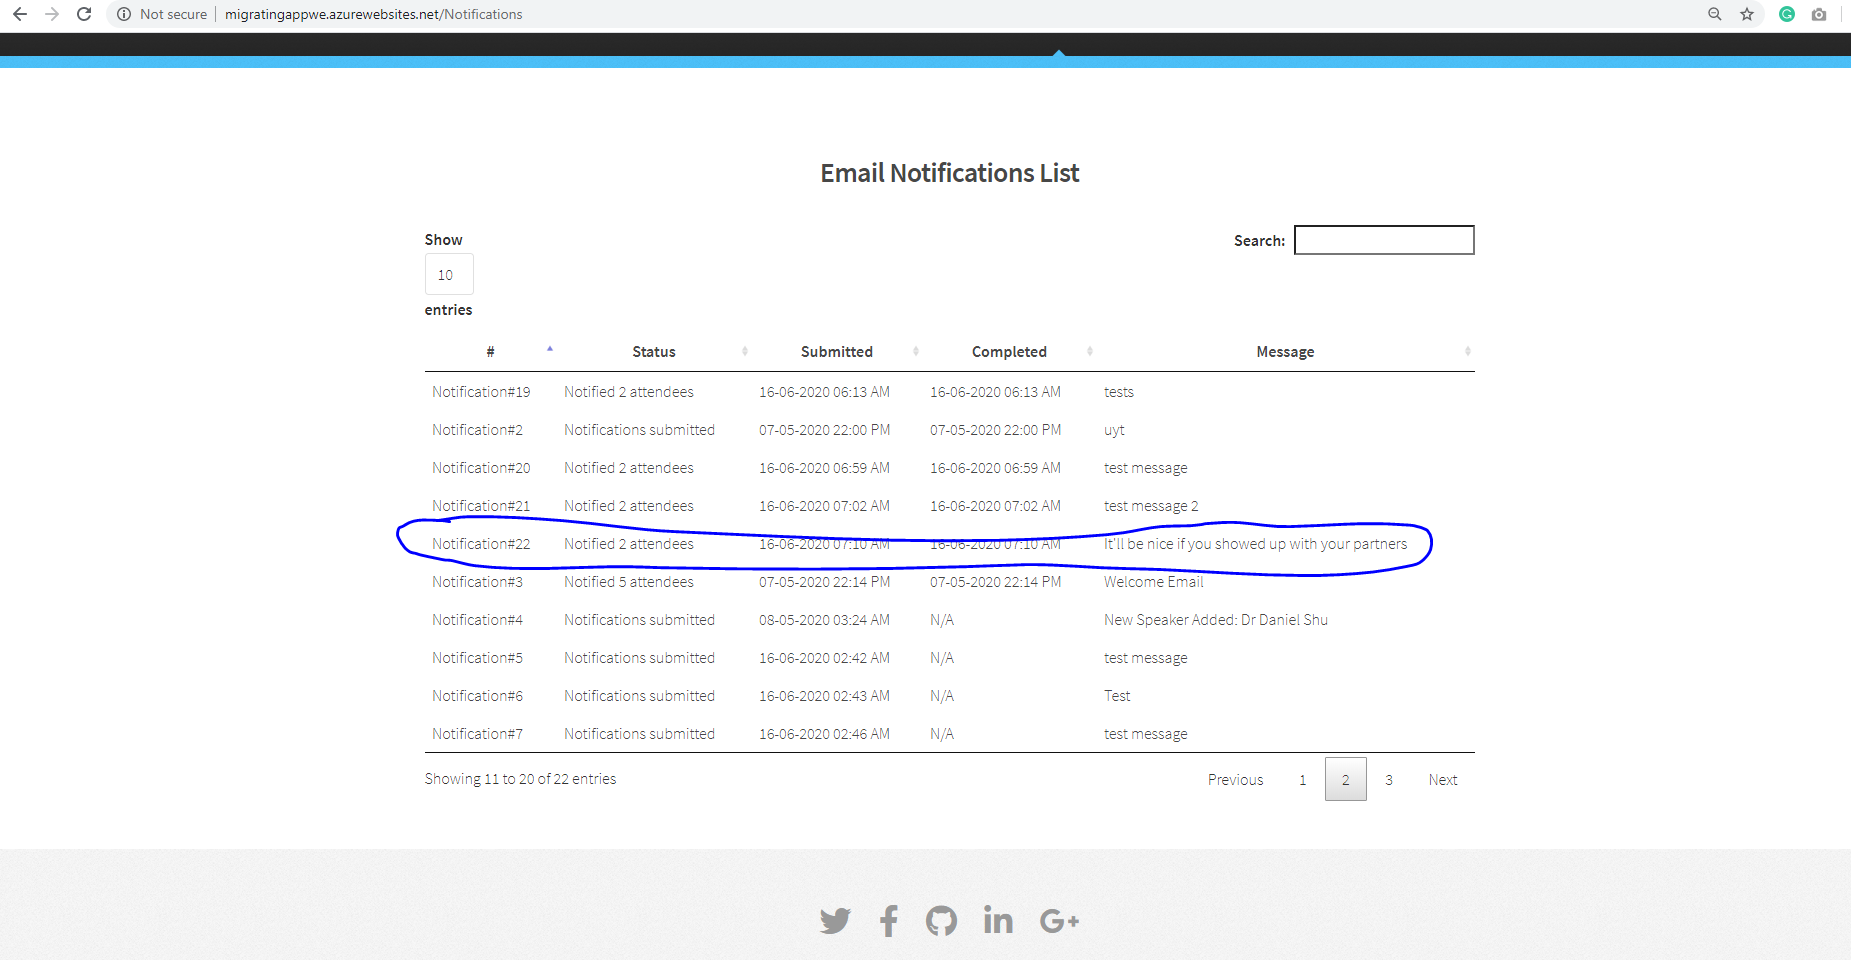 Not secure | migratingappwe.azurewebsites.net/Notifications
Email Notifications List
Show
10
entries
Search:
# Status Submitted Completed Message
Notification#19 Notified 2 attendees 16-06-2020 06:13 AM 16-06-2020 06:13 AM tests
Notification#2 Notifications submitted 07-05-2020 22:00 PM 07-05-2020 22:00 PM uyt
Notification#20 Notified 2 attendees 16-06-2020 06:59 AM 16-06-2020 06:59 AM test message
Notification#21 Notified 2 attendees 16-06-2020 07:02 AM 16-06-2020 07:02 AM test message 2
Notification#22 Notified 2 attendees 16-06-2020 07:10 AM 16-06-2020 07:10 AM It'll be nice if you showed up with your partners
Notification#3 Notified 5 attendees 07-05-2020 22:14 PM 07-05-2020 22:14 PM Welcome Email
Notification#4 Notifications submitted 08-05-2020 03:24 AM N/A New Speaker Added: Dr Daniel Shu
Notification#5 Notifications submitted 16-06-2020 02:42 AM N/A test message
Notification#6 Notifications submitted 16-06-2020 02:43 AM N/A Test
Notification#7 Notifications submitted 16-06-2020 02:46 AM N/A test message
Showing 11 to 20 of 22 entries
Previous 1 2 3 Next